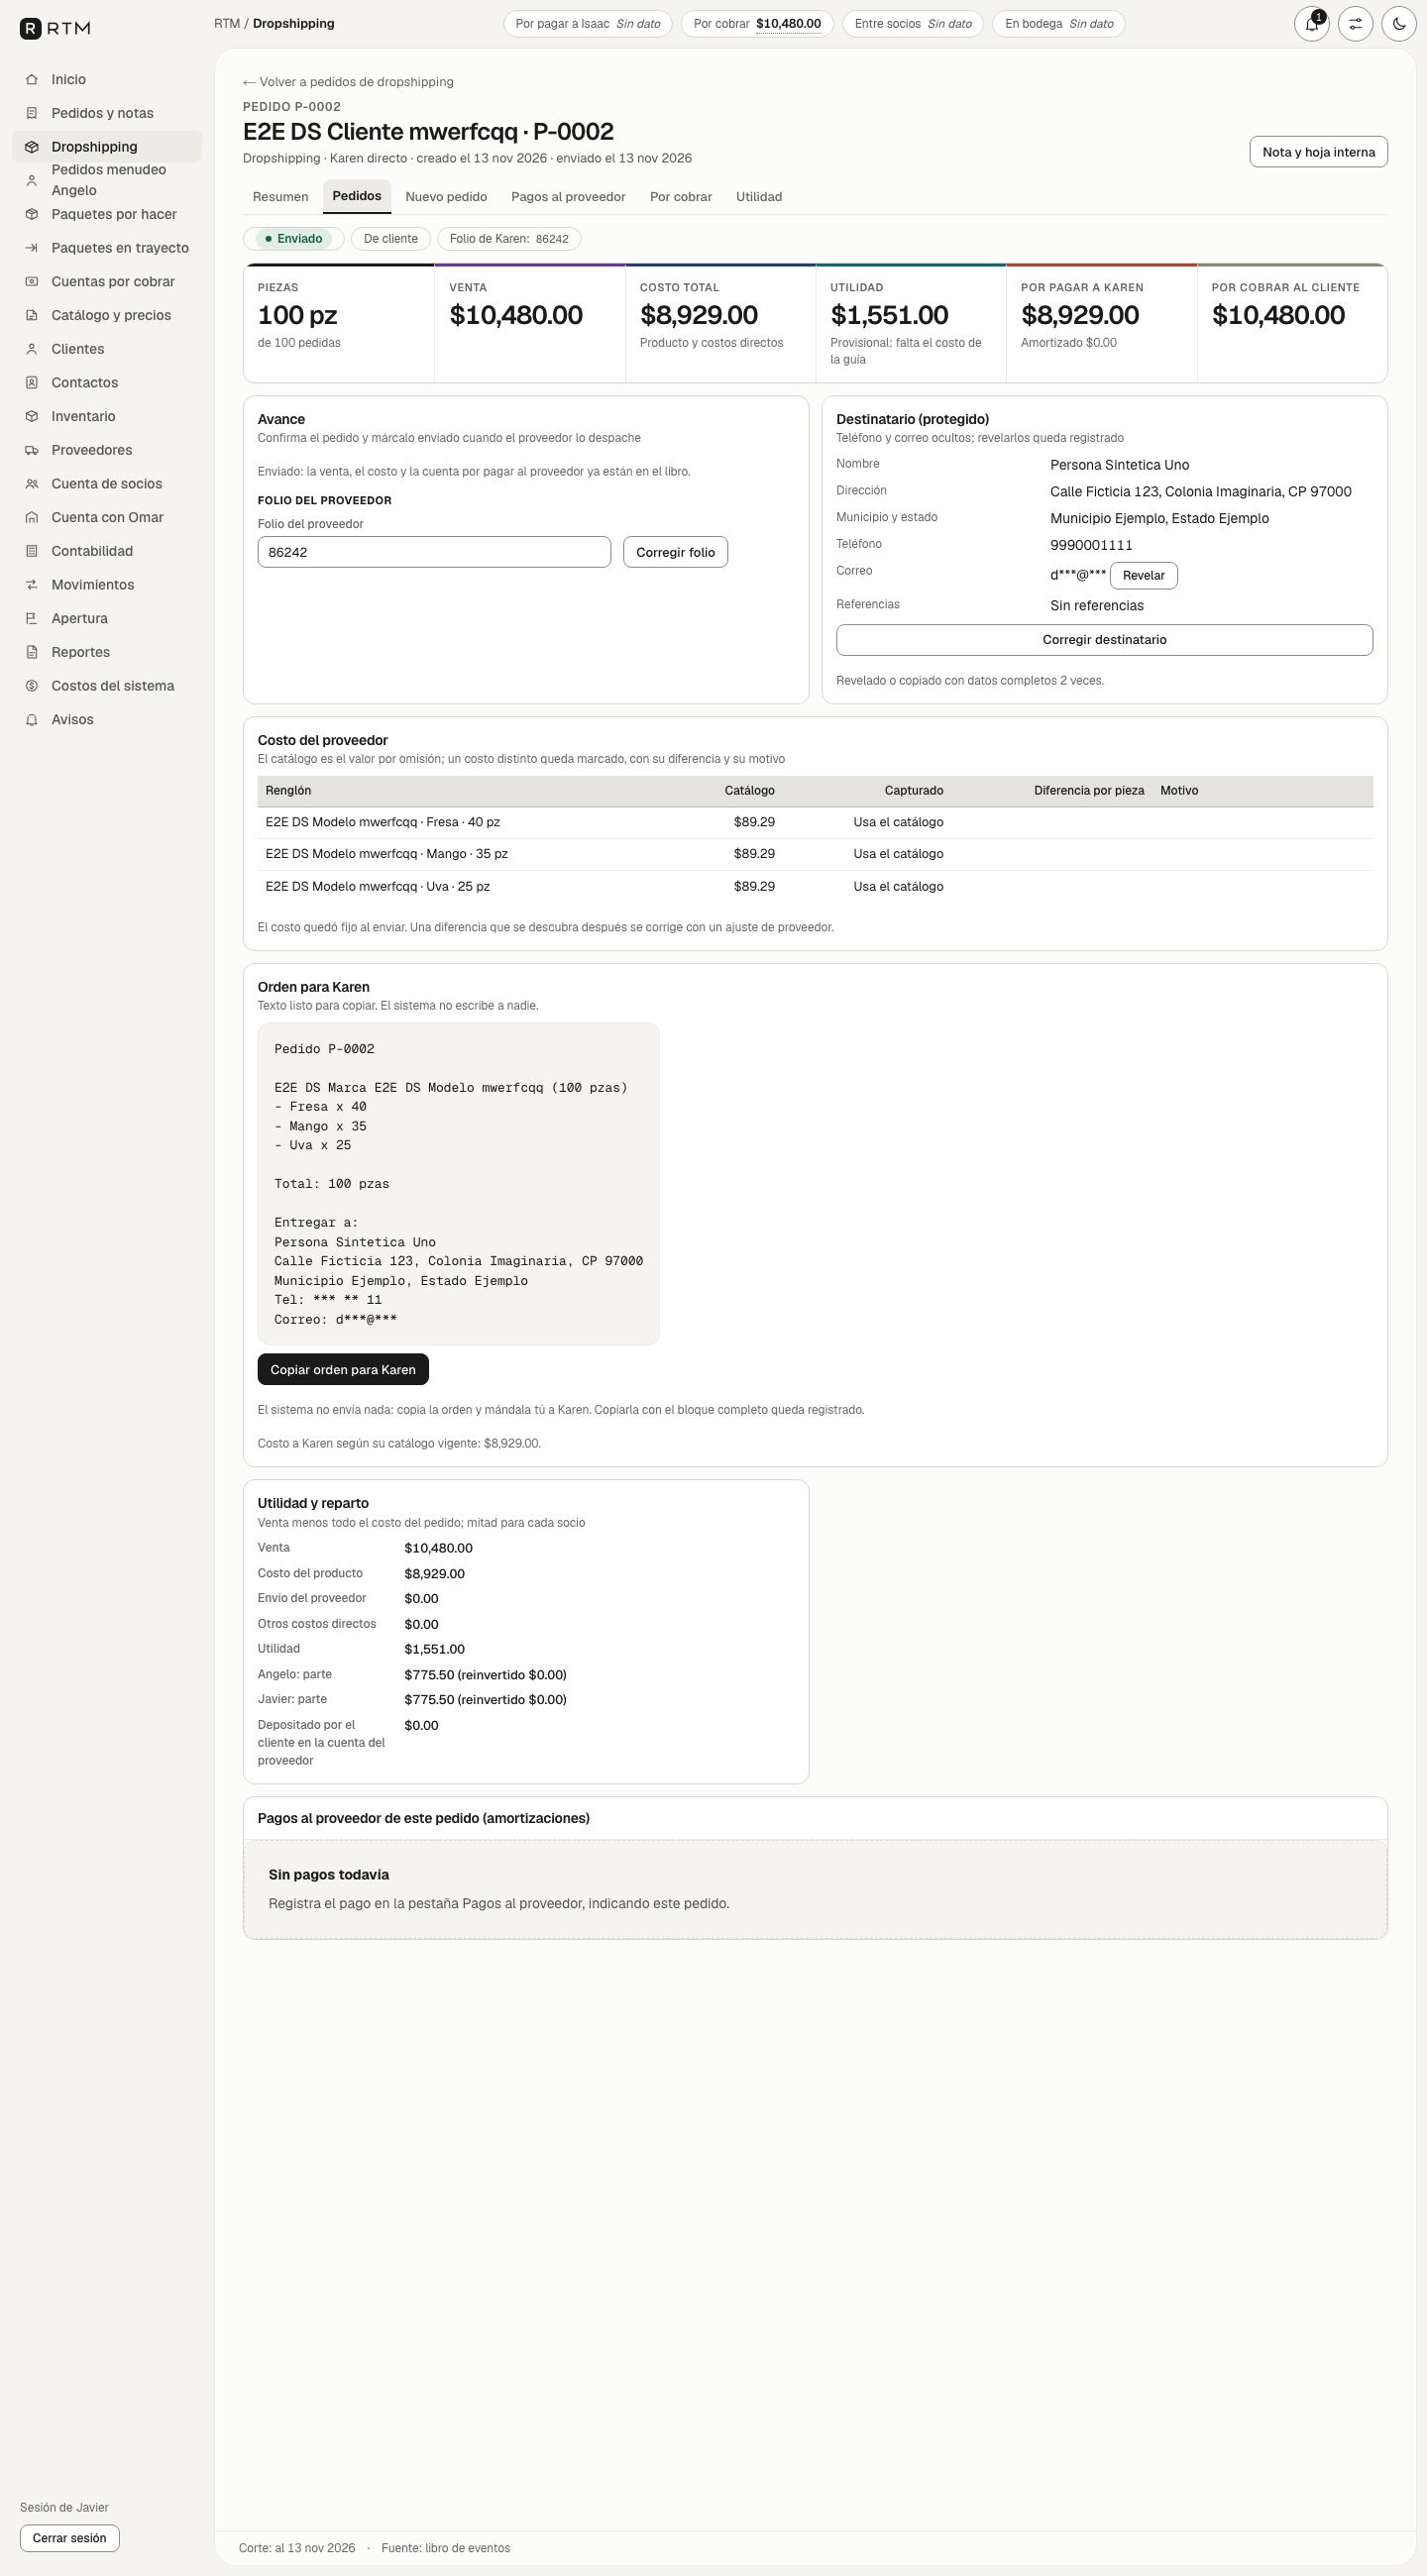 R RTM
Inicio
Pedidos y notas
Dropshipping
Pedidos menudeo
Angelo
Paquetes por hacer
Paquetes en trayecto
Cuentas por cobrar
Catálogo y precios
Clientes
Contactos
Inventario
Proveedores
Cuenta de socios
Cuenta con Omar
Contabilidad
Movimientos
Apertura
Reportes
Costos del sistema
Avisos
Sesión de Javier
Cerrar sesión
RTM / Dropshipping
Por pagar a Isaac Sin dato
Por cobrar $10,480.00
Entre socios Sin dato
En bodega Sin dato
1
← Volver a pedidos de dropshipping
PEDIDO P-0002
E2E DS Cliente mwerfcqq · P-0002
Dropshipping · Karen directo · creado el 13 nov 2026 · enviado el 13 nov 2026
Nota y hoja interna
Resumen Pedidos Nuevo pedido Pagos al proveedor Por cobrar Utilidad
Enviado De cliente Folio de Karen: 86242
PIEZAS
100 pz
de 100 pedidas
VENTA
$10,480.00
COSTO TOTAL
$8,929.00
Producto y costos directos
UTILIDAD
$1,551.00
Provisional: falta el costo de
la guía
POR PAGAR A KAREN
$8,929.00
Amortizado $0.00
POR COBRAR AL CLIENTE
$10,480.00
Avance
Confirma el pedido y márcalo enviado cuando el proveedor lo despache
Enviado: la venta, el costo y la cuenta por pagar al proveedor ya están en el libro.
FOLIO DEL PROVEEDOR
Folio del proveedor
86242 Corregir folio
Destinatario (protegido)
Teléfono y correo ocultos; revelarlos queda registrado
Nombre Persona Sintetica Uno
Dirección Calle Ficticia 123, Colonia Imaginaria, CP 97000
Municipio y estado Municipio Ejemplo, Estado Ejemplo
Teléfono 9990001111
Correo d***@*** Revelar
Referencias Sin referencias
Corregir destinatario
Revelado o copiado con datos completos 2 veces.
Costo del proveedor
El catálogo es el valor por omisión; un costo distinto queda marcado, con su diferencia y su motivo
Renglón Catálogo Capturado Diferencia por pieza Motivo
E2E DS Modelo mwerfcqq · Fresa · 40 pz $89.29 Usa el catálogo
E2E DS Modelo mwerfcqq · Mango · 35 pz $89.29 Usa el catálogo
E2E DS Modelo mwerfcqq · Uva · 25 pz $89.29 Usa el catálogo
El costo quedó fijo al enviar. Una diferencia que se descubra después se corrige con un ajuste de proveedor.
Orden para Karen
Texto listo para copiar. El sistema no escribe a nadie.
Pedido P-0002
E2E DS Marca E2E DS Modelo mwerfcqq (100 pzas)
- Fresa x 40
- Mango x 35
- Uva x 25
Total: 100 pzas
Entregar a:
Persona Sintetica Uno
Calle Ficticia 123, Colonia Imaginaria, CP 97000
Municipio Ejemplo, Estado Ejemplo
Tel: *** ** 11
Correo: d***@***
Copiar orden para Karen
El sistema no envía nada: copia la orden y mándala tú a Karen. Copiarla con el bloque completo queda registrado.
Costo a Karen según su catálogo vigente: $8,929.00.
Utilidad y reparto
Venta menos todo el costo del pedido; mitad para cada socio
Venta $10,480.00
Costo del producto $8,929.00
Envío del proveedor $0.00
Otros costos directos $0.00
Utilidad $1,551.00
Angelo: parte $775.50 (reinvertido $0.00)
Javier: parte $775.50 (reinvertido $0.00)
Depositado por el $0.00
cliente en la cuenta del
proveedor
Pagos al proveedor de este pedido (amortizaciones)
Sin pagos todavía
Registra el pago en la pestaña Pagos al proveedor, indicando este pedido.
Corte: al 13 nov 2026 · Fuente: libro de eventos